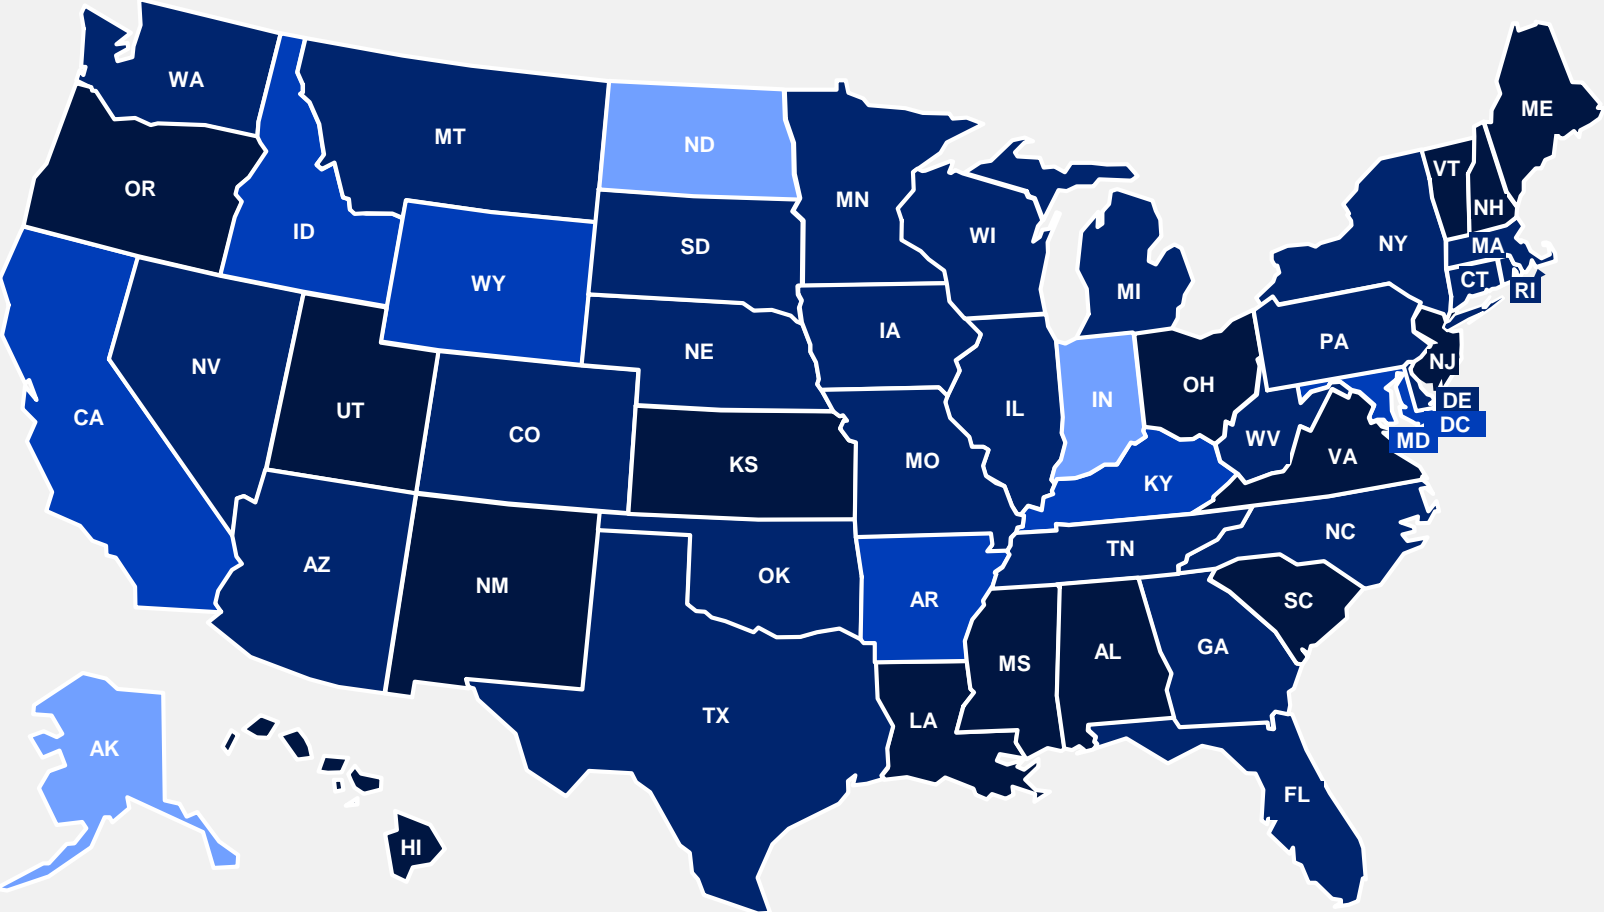 WA
MT
ND
MN
OR
ID
SD
WI
WY
MI
ME
VT
NH
NY
MA
CT
RI
IA
NE
PA
NJ
NV
UT
CO
CA
KS
MO
IL
IN
OH
WV
DE
DC
MD
VA
KY
AZ
NM
OK
AR
TN
NC
SC
MS
AL
GA
TX
LA
FL
AK
HI